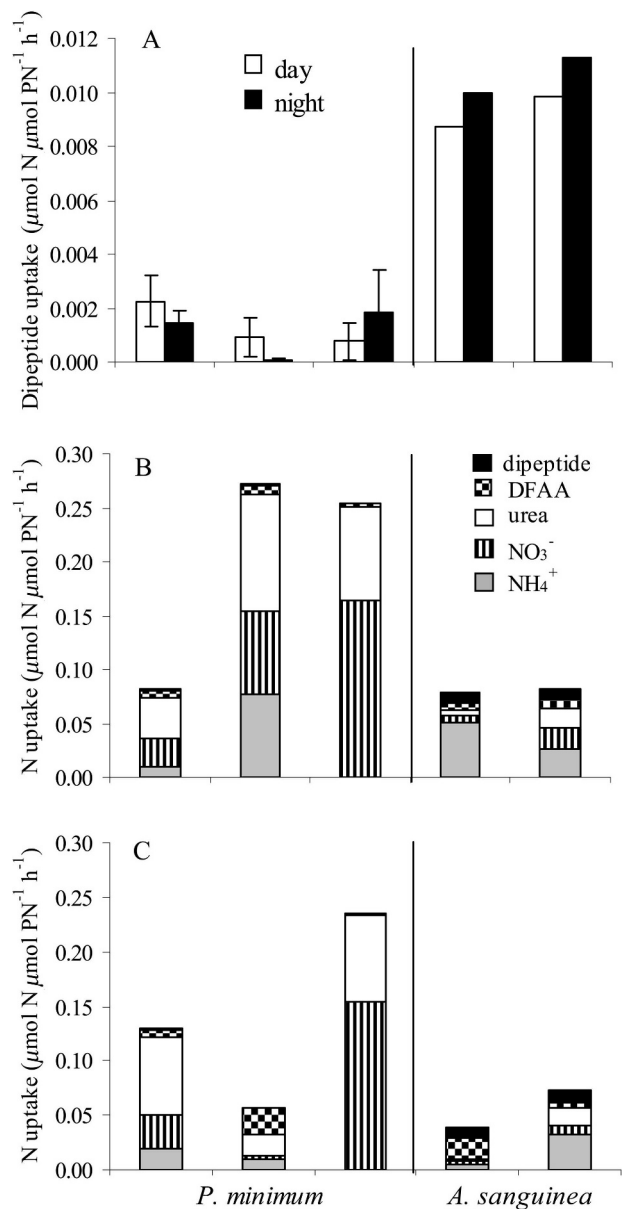 A
day
night
Dipeptide uptake (µmol N µmol PN⁻¹ h⁻¹)
0.012
0.010
0.008
0.006
0.004
0.002
0.000
B
dipeptide
DFAA
urea
NO₃⁻
NH₄⁺
N uptake (µmol N µmol PN⁻¹ h⁻¹)
0.30
0.25
0.20
0.15
0.10
0.05
0.00
C
N uptake (µmol N µmol PN⁻¹ h⁻¹)
0.30
0.25
0.20
0.15
0.10
0.05
0.00
P. minimum
A. sanguinea